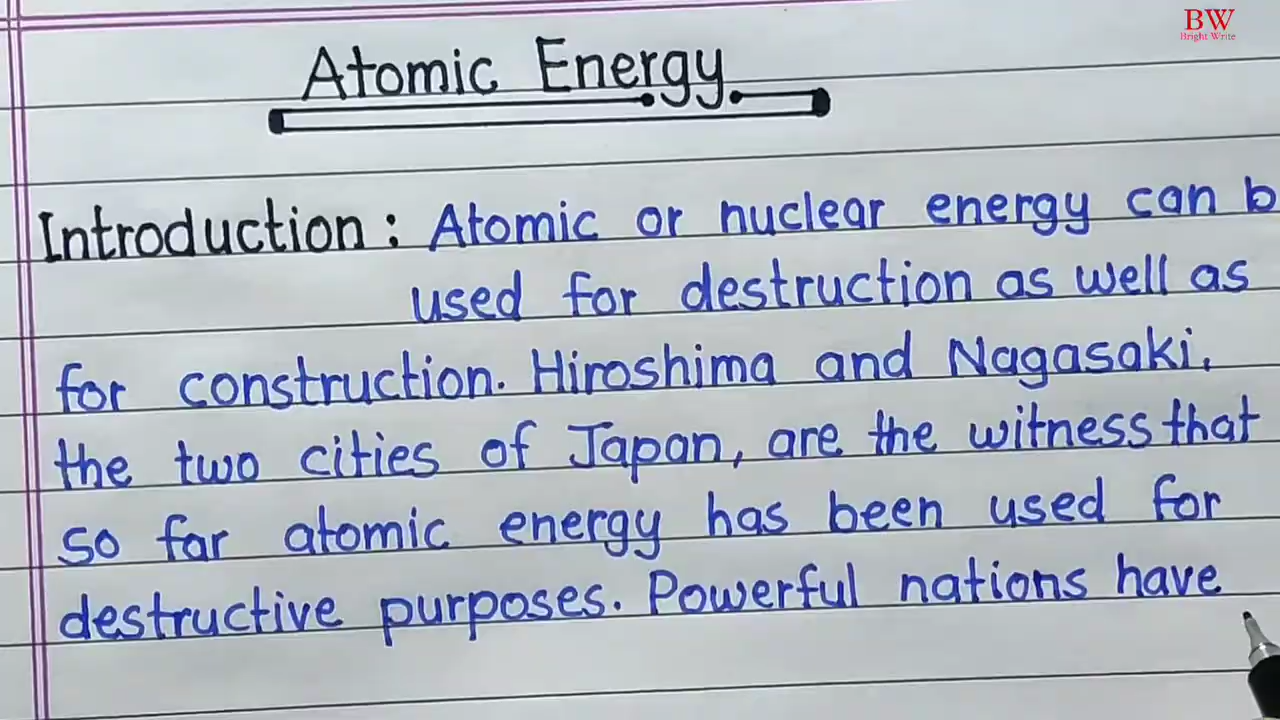 BW
Bright Write
Atomic Energy
Introduction: Atomic or nuclear energy can b
used for destruction as well as
for construction. Hiroshima and Nagasaki,
the two cities of Japan, are the witness that
so far atomic energy has been used for
destructive purposes. Powerful nations have